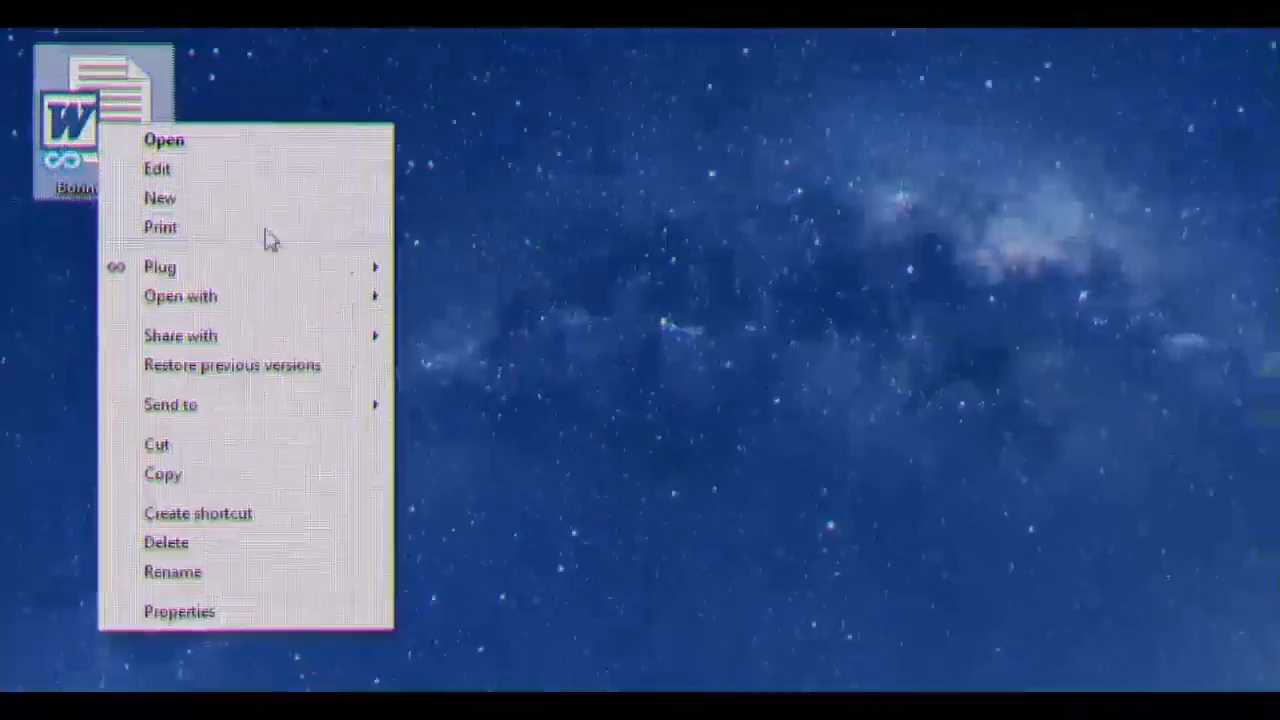 W
Open
Edit
New
Print
Plug
Open with
Share with
Restore previous versions
Send to
Cut
Copy
Create shortcut
Delete
Rename
Properties